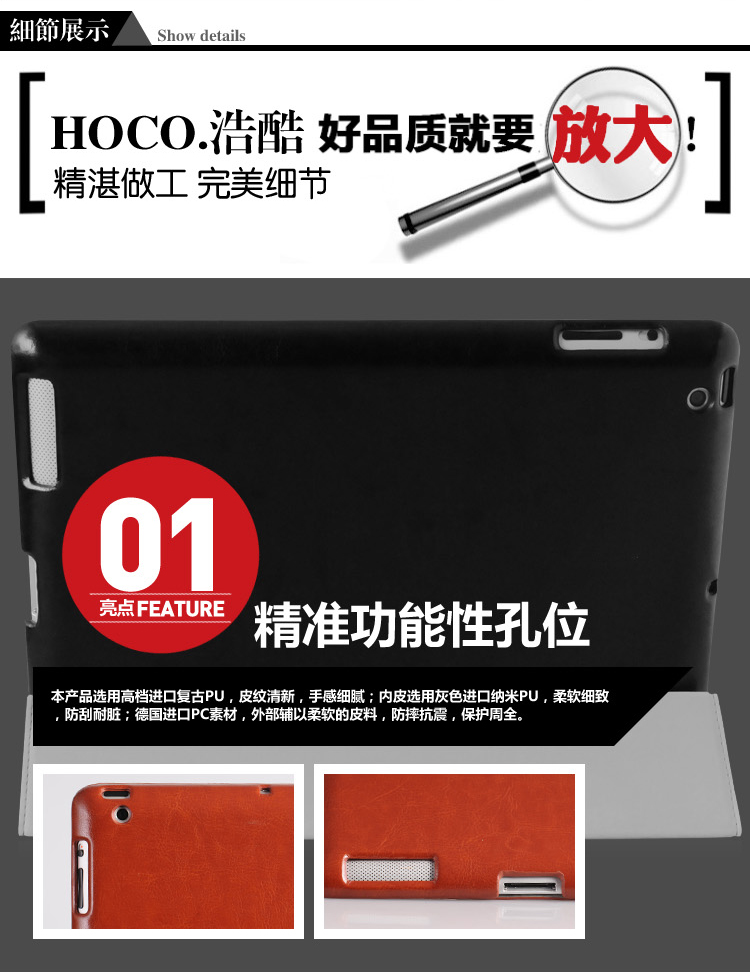 細節展示 Show details
HOCO.浩酷 好品质就要 放大!
精湛做工 完美细节
01
亮点FEATURE
精准功能性孔位
本产品选用高档进口复古PU,皮纹清新,手感细腻;内皮选用灰色进口纳米PU,柔软细致
,防刮耐脏;德国进口PC素材,外部辅以柔软的皮料,防摔抗震,保护周全。